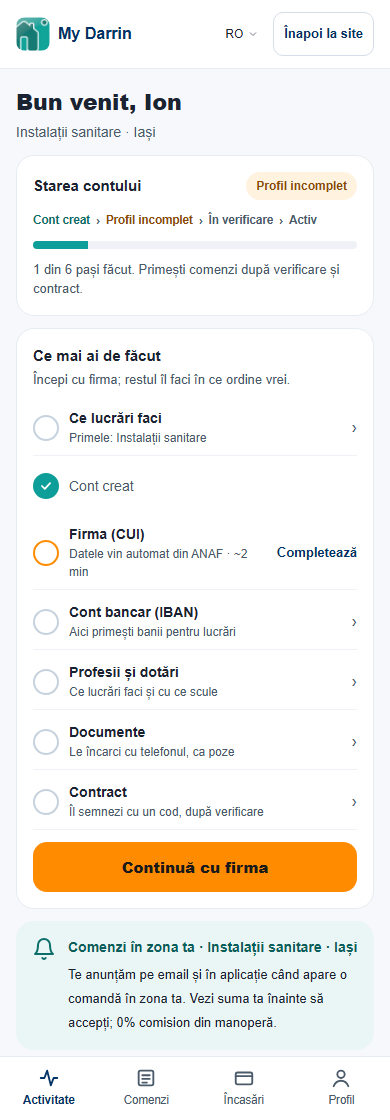 My Darrin
RO
Înapoi la site
Bun venit, Ion
Instalații sanitare · Iași
Starea contului
Profil incomplet
Cont creat › Profil incomplet › În verificare › Activ
1 din 6 pași făcut. Primești comenzi după verificare și
contract.
Ce mai ai de făcut
Începi cu firma; restul îl faci în ce ordine vrei.
Ce lucrări faci
Primele: Instalații sanitare
›
Cont creat
Firma (CUI)
Datele vin automat din ANAF · ~2
min
Completează
Cont bancar (IBAN)
Aici primești banii pentru lucrări
›
Profesii și dotări
Ce lucrări faci și cu ce scule
›
Documente
Le încarci cu telefonul, ca poze
›
Contract
Îl semnezi cu un cod, după verificare
›
Continuă cu firma
Comenzi în zona ta · Instalații sanitare · Iași
Te anunțăm pe email și în aplicație când apare o
comandă în zona ta. Vezi suma ta înainte să
accepți; 0% comision din manoperă.
Activitate
Comenzi
Încasări
Profil